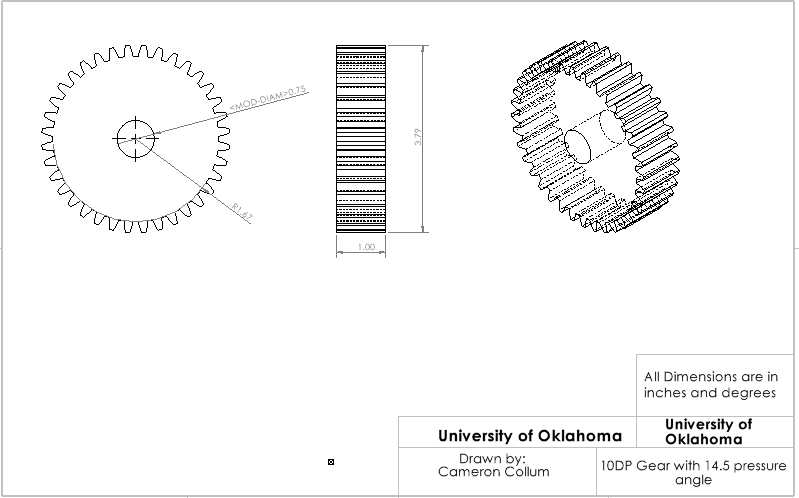 <MOD-DIAM>0.75
R1.67
3.79
1.00
All Dimensions are in
inches and degrees
University of Oklahoma
University of
Oklahoma
Drawn by:
Cameron Collum
10DP Gear with 14.5 pressure
angle